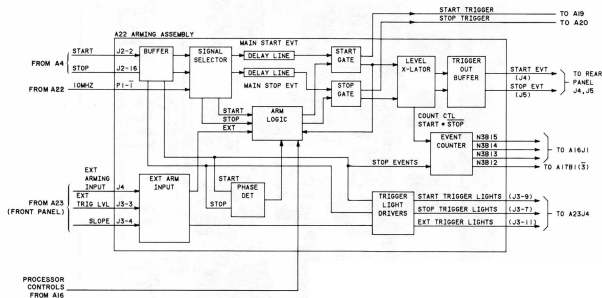 A22 ARMING ASSEMBLY
START TRIGGER
TO A19
STOP TRIGGER
TO A20
MAIN START EVT
START
J2-2
BUFFER
SIGNAL
SELECTOR
DELAY LINE
START
GATE
LEVEL
X-LATOR
TRIGGER
OUT
BUFFER
FROM A4
STOP
J2-16
DELAY LINE
START EVT
(J4)
TO REAR
PANEL
J4,J5
FROM A22
10MHZ
P1-1
MAIN STOP EVT
STOP
GATE
STOP EVT
(J5)
START
STOP
EXT
ARM
LOGIC
COUNT CTL
START * STOP
EVENT
COUNTER
N3B15
N3B14
N3B13
N3B12
TO A16J1
STOP EVENTS
TO A17B1(3)
EXT
ARMING
INPUT
J4
EXT ARM
INPUT
START
PHASE
DET
STOP
FROM A23
(FRONT PANEL)
EXT
TRIG LVL
J3-3
SLOPE
J3-4
TRIGGER
LIGHT
DRIVERS
START TRIGGER LIGHTS
(J3-9)
STOP TRIGGER LIGHTS
(J3-7)
TO A23J4
EXT TRIGGER LIGHTS
(J3-11)
PROCESSOR
CONTROLS
FROM A16